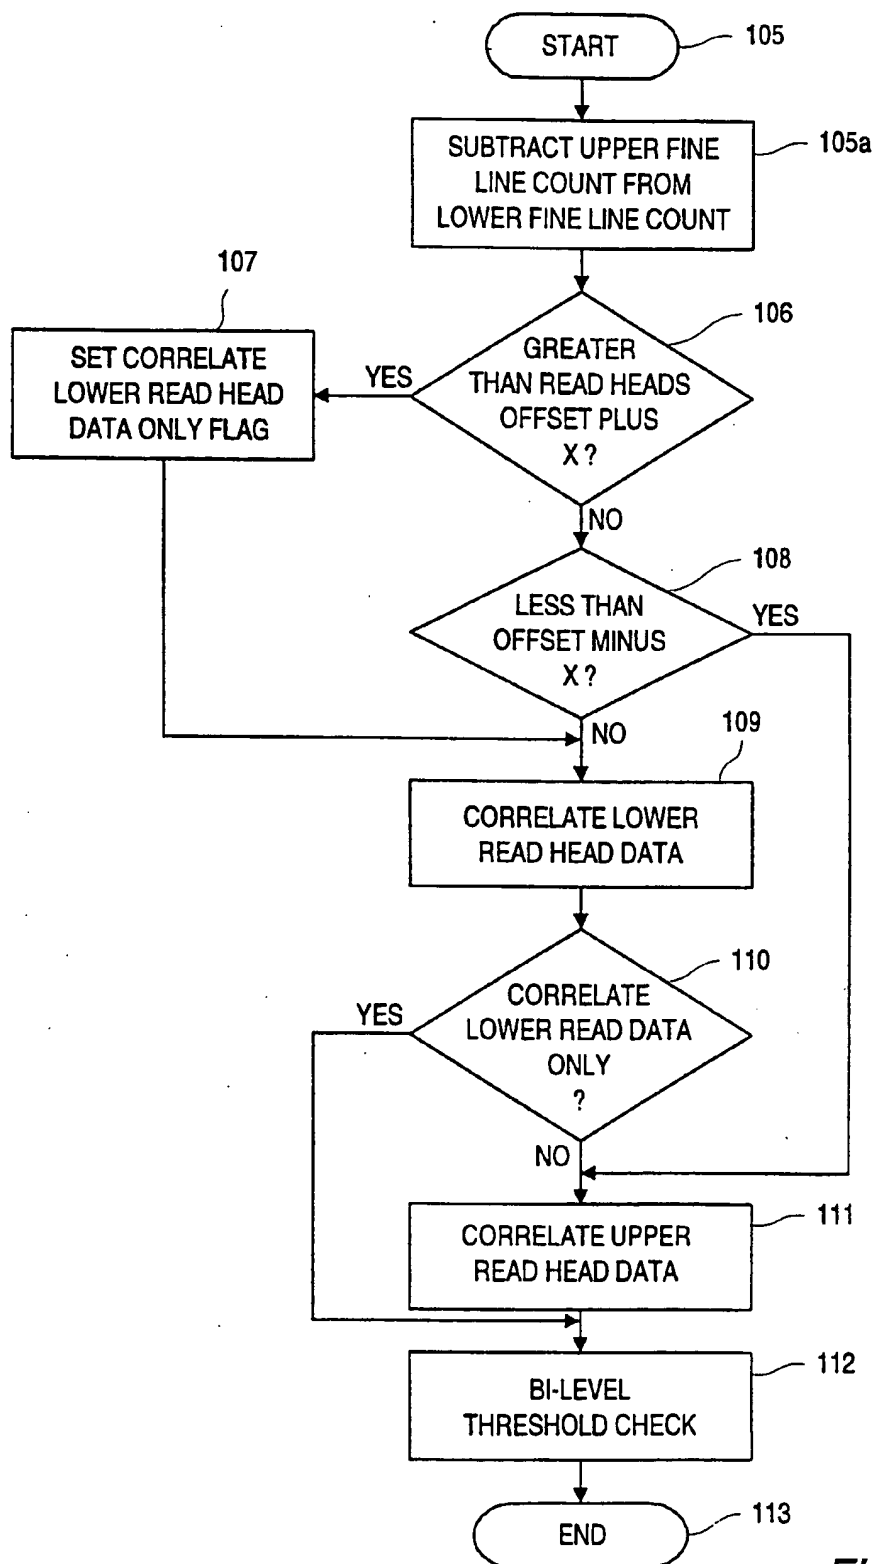 START
105
SUBTRACT UPPER FINE
LINE COUNT FROM
LOWER FINE LINE COUNT
105a
107
SET CORRELATE
LOWER READ HEAD
DATA ONLY FLAG
YES
GREATER
THAN READ HEADS
OFFSET PLUS
X ?
106
NO
LESS THAN
OFFSET MINUS
X ?
108
YES
NO
109
CORRELATE LOWER
READ HEAD DATA
110
CORRELATE
LOWER READ DATA
ONLY
?
YES
NO
CORRELATE UPPER
READ HEAD DATA
111
BI-LEVEL
THRESHOLD CHECK
112
END
113